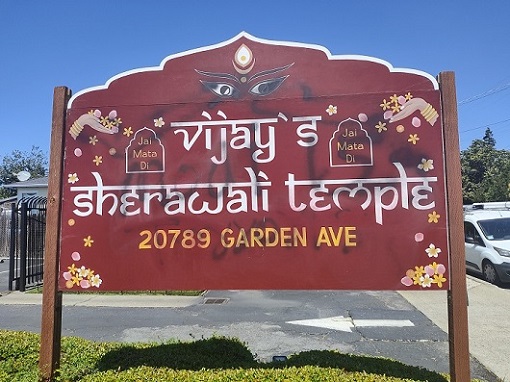 vijay`s
Jai
Mata
Di
Jai
Mata
Di
sherawali temple
20789 GARDEN AVE